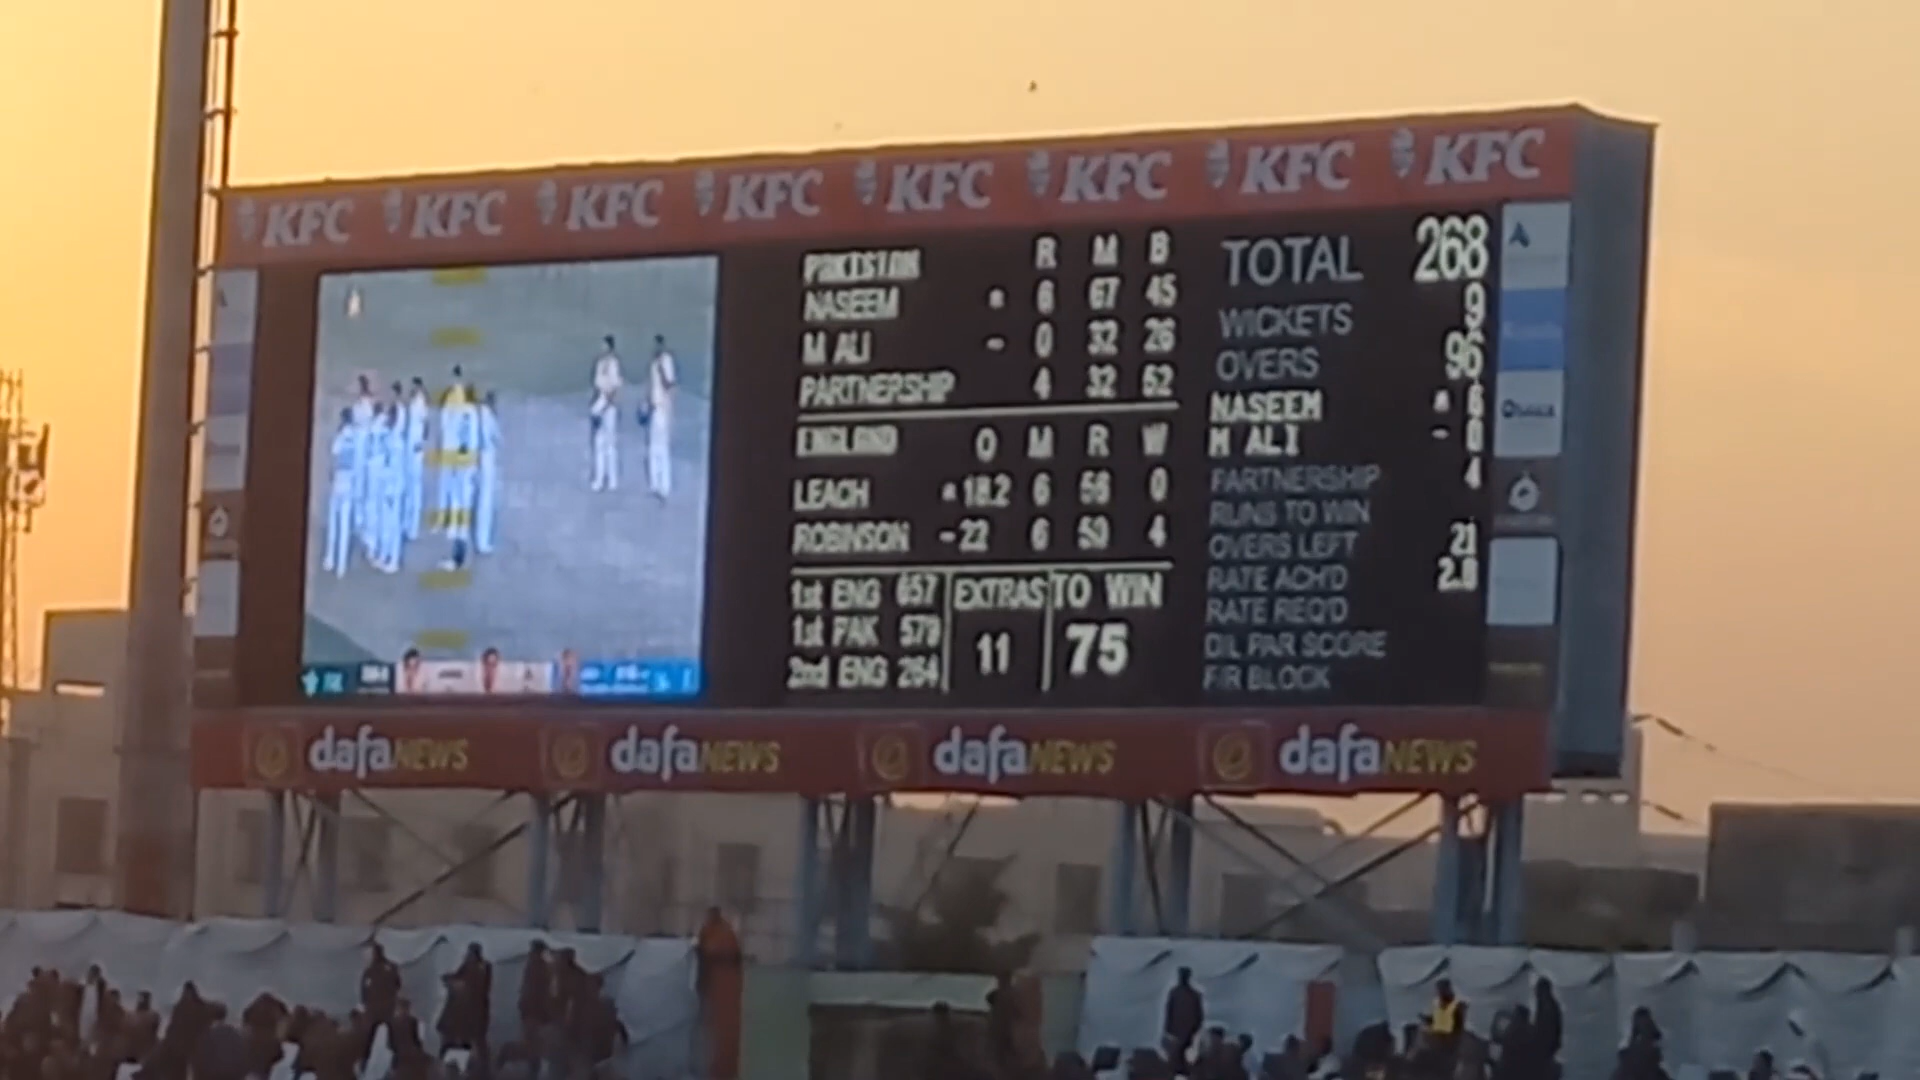 KFC KFC KFC KFC KFC KFC KFC KFC
PAKISTAN R M B
NASEEM * 6 67 45
M ALI - 0 32 26
PARTNERSHIP 4 32 52
ENGLAND O M R W
LEACH * 18.2 6 56 0
ROBINSON - 22 6 50 4
1st ENG 657
1st PAK 579
2nd ENG 264
EXTRAS
11
TO WIN
75
TOTAL 268
WICKETS 9
OVERS 96
NASEEM * 6
M ALI - 0
PARTNERSHIP 4
RUNS TO WIN
OVERS LEFT 21
RATE ACH'D 2.8
RATE REQ'D
D/L PAR SCORE
F/R BLOCK
dafaNEWS dafaNEWS dafaNEWS dafaNEWS